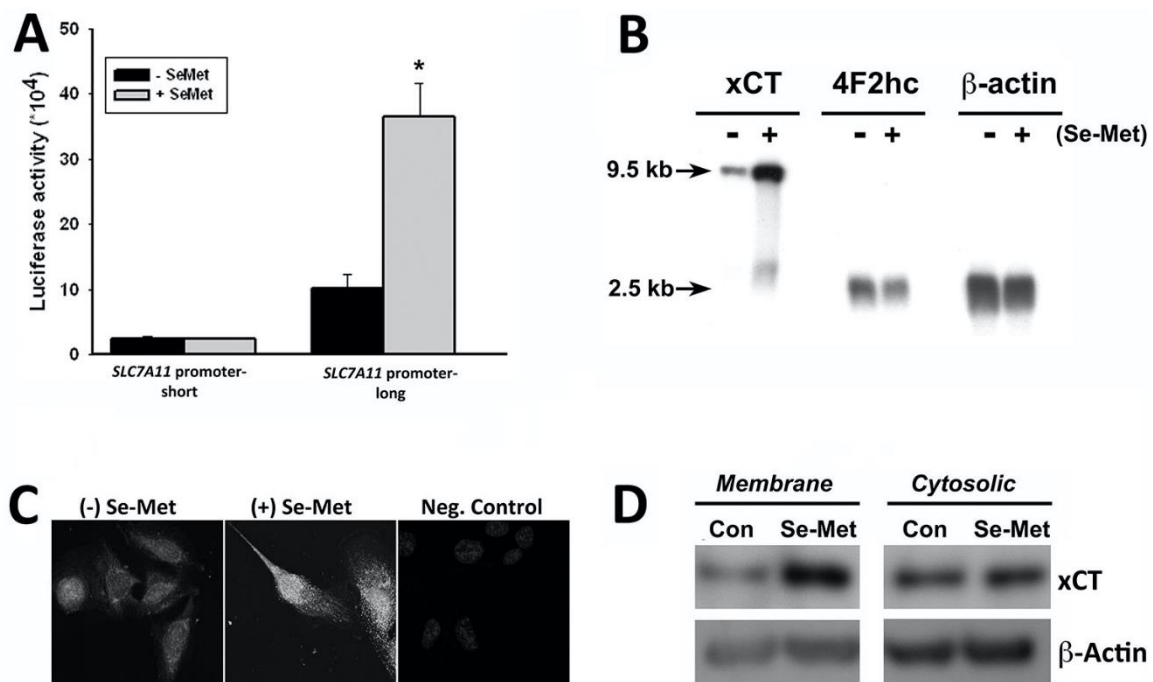 A
Luciferase activity (*10⁴)
50
40
30
20
10
0
- SeMet
+ SeMet
*
SLC7A11 promoter-
short
SLC7A11 promoter-
long
B
xCT 4F2hc β-actin
- + - + - + (Se-Met)
9.5 kb
2.5 kb
C
(-) Se-Met (+) Se-Met Neg. Control
D
Membrane Cytosolic
Con Se-Met Con Se-Met
xCT
β-Actin